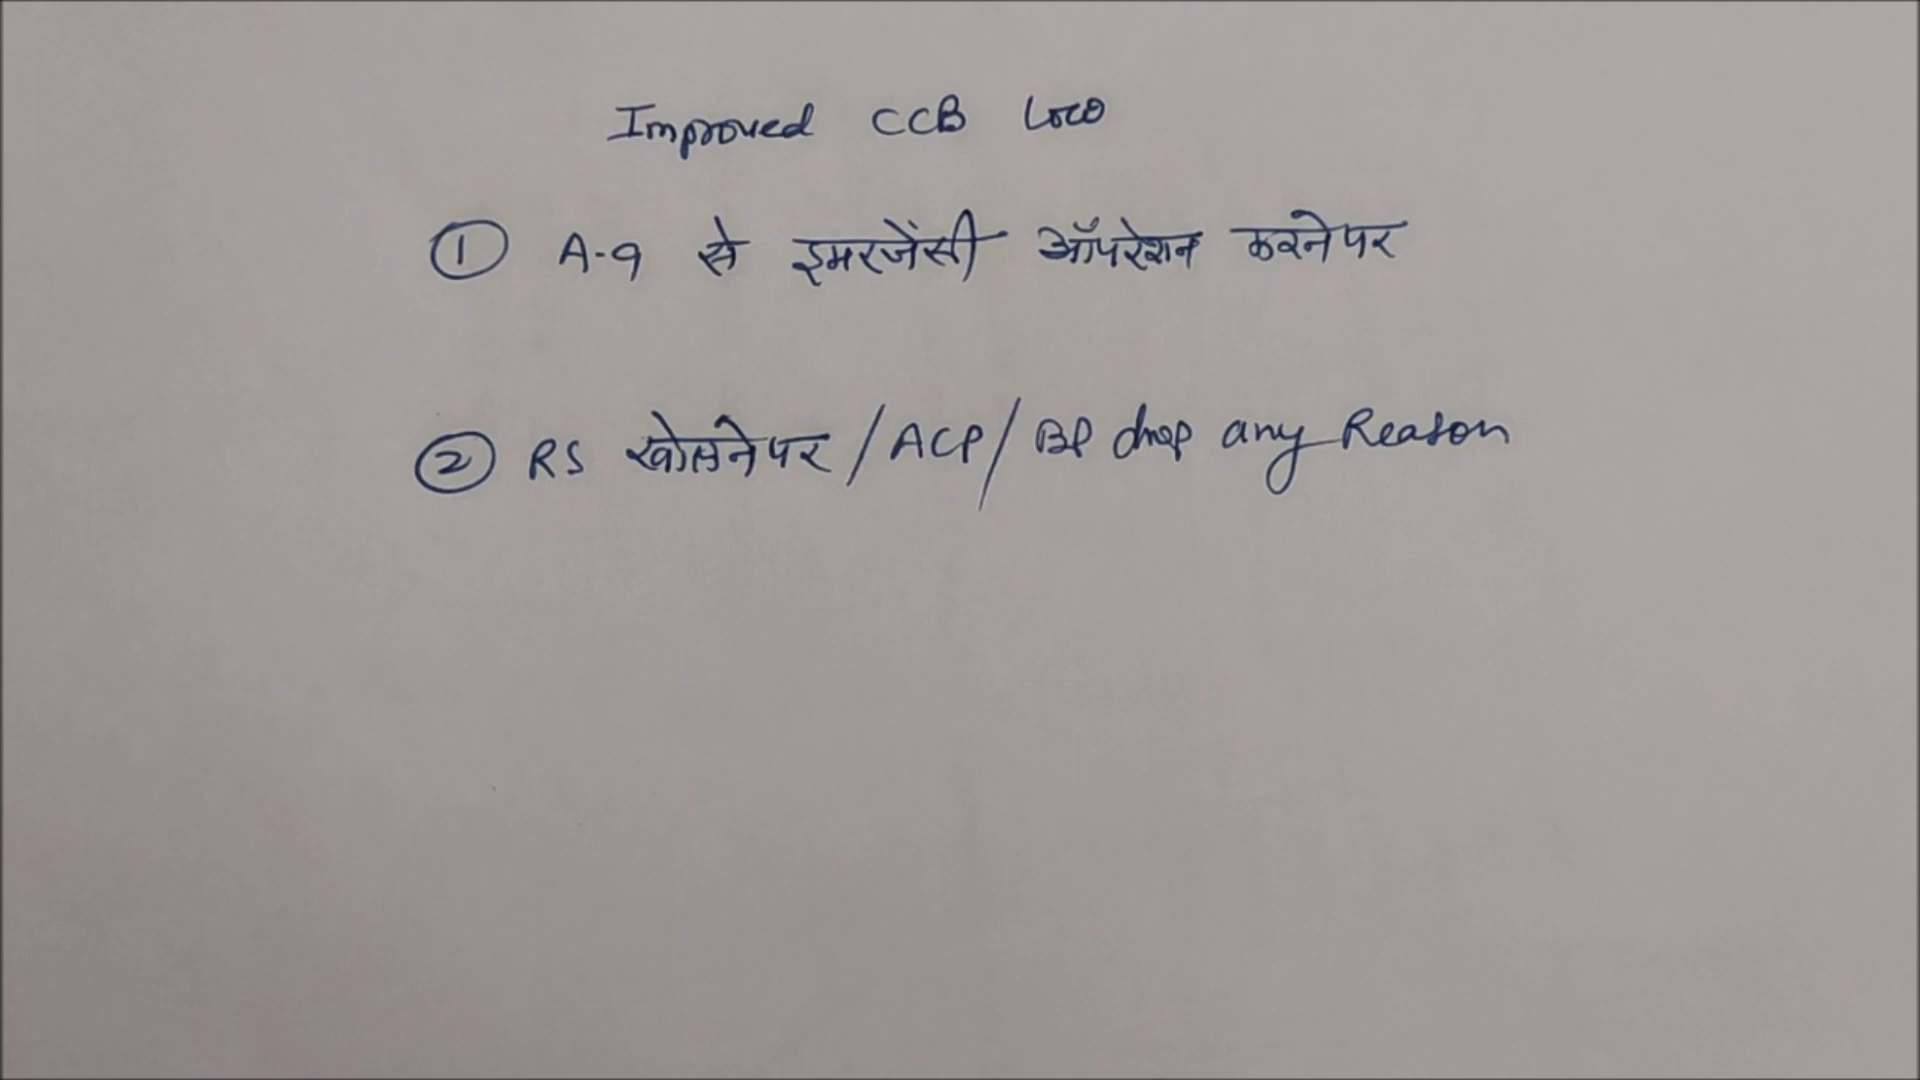 Improved CCB Loco
① A-9 से इमरजेंसी ऑपरेशन करने पर
② RS खोलने पर / ACP / BP drop any Reason